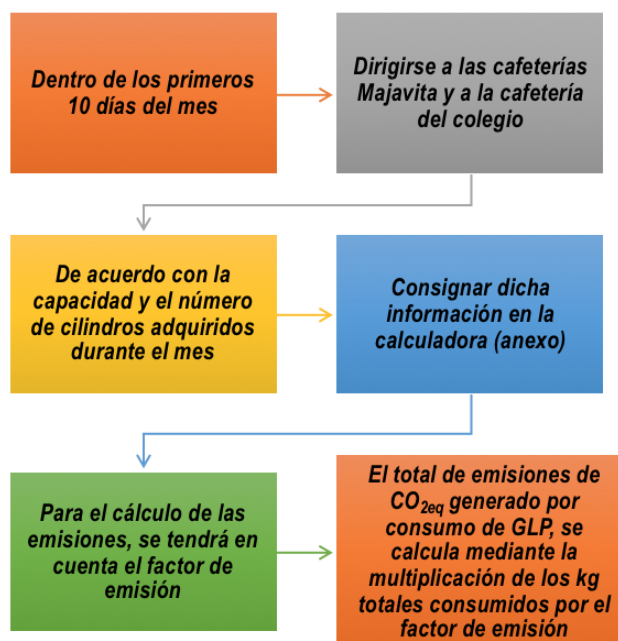 Dentro de los primeros
10 días del mes
Dirigirse a las cafeterías
Majavita y a la cafetería
del colegio
De acuerdo con la
capacidad y el número
de cilindros adquiridos
durante el mes
Consignar dicha
información en la
calculadora (anexo)
Para el cálculo de las
emisiones, se tendrá en
cuenta el factor de
emisión
El total de emisiones de
CO2eq generado por
consumo de GLP, se
calcula mediante la
multiplicación de los kg
totales consumidos por el
factor de emisión